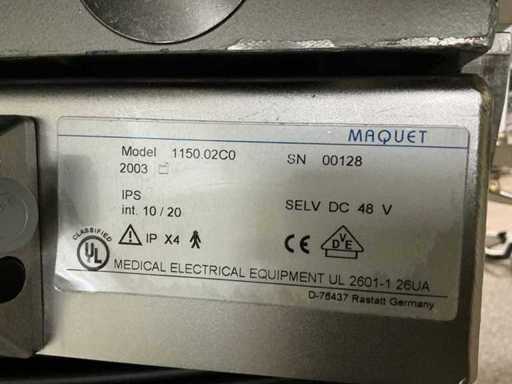 MAQUET
Model 1150.02C0 SN 00128
2003
IPS
int. 10 / 20 SELV DC 48 V
CLASSIFIED UL IP X4 CE DVE
MEDICAL ELECTRICAL EQUIPMENT UL 2601-1 26UA
D-76437 Rastatt Germany